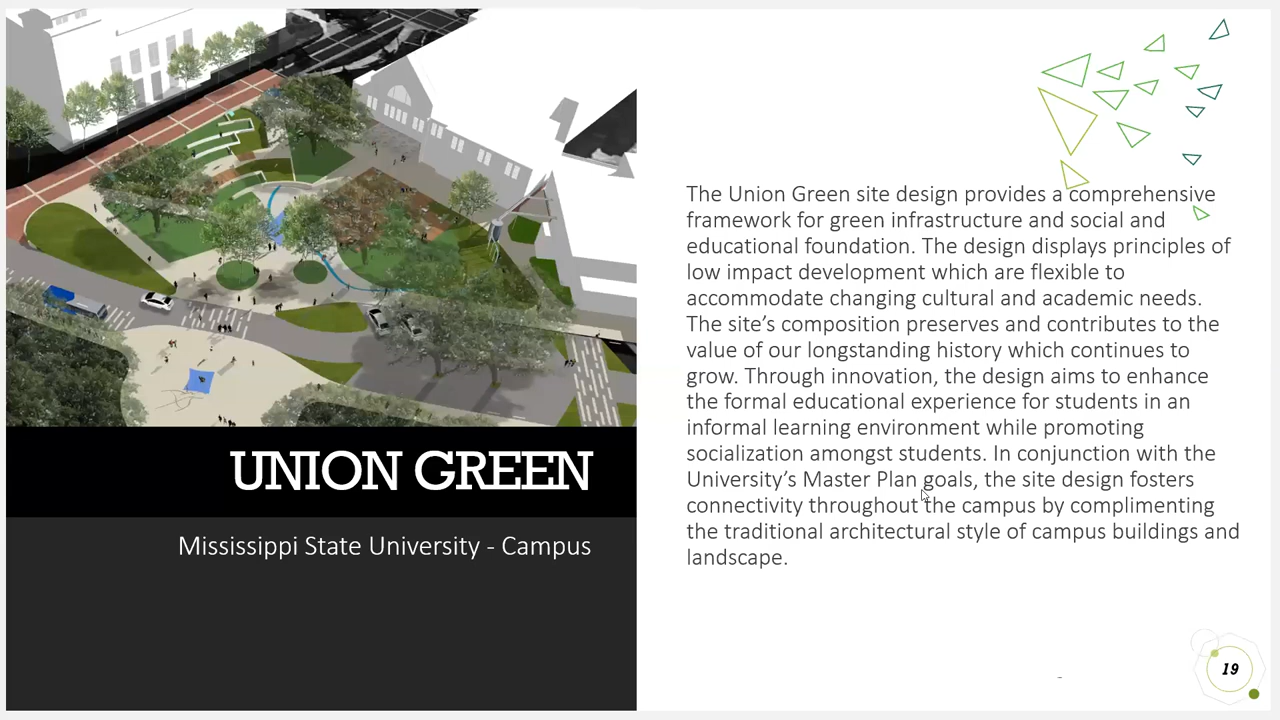 UNION GREEN
Mississippi State University - Campus
The Union Green site design provides a comprehensive
framework for green infrastructure and social and
educational foundation. The design displays principles of
low impact development which are flexible to
accommodate changing cultural and academic needs.
The site’s composition preserves and contributes to the
value of our longstanding history which continues to
grow. Through innovation, the design aims to enhance
the formal educational experience for students in an
informal learning environment while promoting
socialization amongst students. In conjunction with the
University’s Master Plan goals, the site design fosters
connectivity throughout the campus by complimenting
the traditional architectural style of campus buildings and
landscape.
19